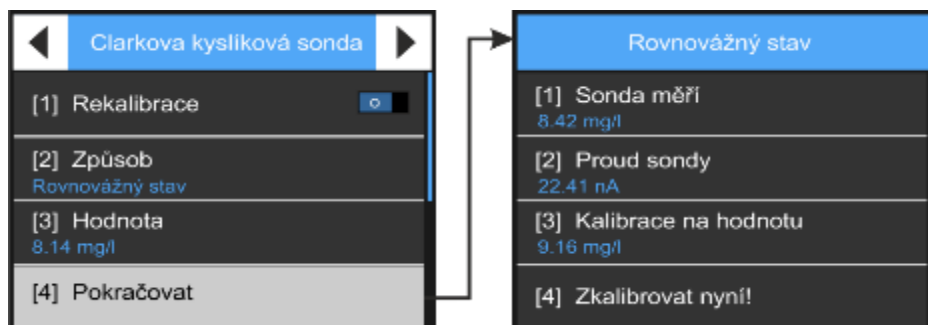 Clarkova kyslíková sonda
[1] Rekalibrace
[2] Způsob
Rovnovážný stav
[3] Hodnota
8.14 mg/l
[4] Pokračovat
Rovnovážný stav
[1] Sonda měří
8.42 mg/l
[2] Proud sondy
22.41 nA
[3] Kalibrace na hodnotu
9.16 mg/l
[4] Zkalibrovat nyní!